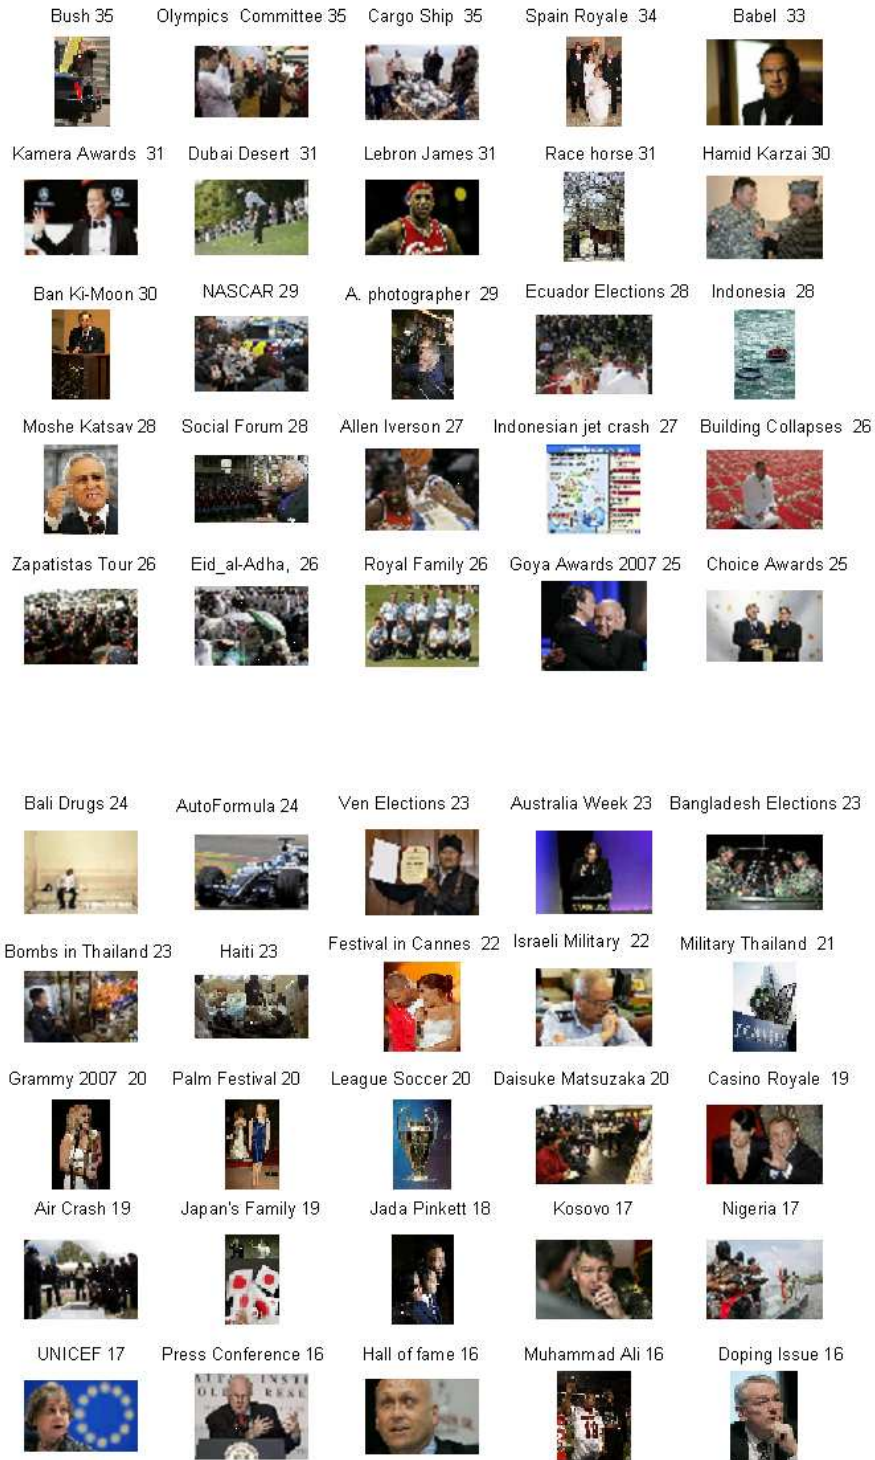 Bush 35 Olympics Committee 35 Cargo Ship 35 Spain Royale 34 Babel 33
Kamera Awards 31 Dubai Desert 31 Lebron James 31 Race horse 31 Hamid Karzai 30
Ban Ki-Moon 30 NASCAR 29 A. photographer 29 Ecuador Elections 28 Indonesia 28
Moshe Katsav 28 Social Forum 28 Allen Iverson 27 Indonesian jet crash 27 Building Collapses 26
Zapatistas Tour 26 Eid_al-Adha, 26 Royal Family 26 Goya Awards 2007 25 Choice Awards 25
Bali Drugs 24 AutoFormula 24 Ven Elections 23 Australia Week 23 Bangladesh Elections 23
Bombs in Thailand 23 Haiti 23 Festival in Cannes 22 Israeli Military 22 Military Thailand 21
Grammy 2007 20 Palm Festival 20 League Soccer 20 Daisuke Matsuzaka 20 Casino Royale 19
Air Crash 19 Japan's Family 19 Jada Pinkett 18 Kosovo 17 Nigeria 17
UNICEF 17 Press Conference 16 Hall of fame 16 Muhammad Ali 16 Doping Issue 16